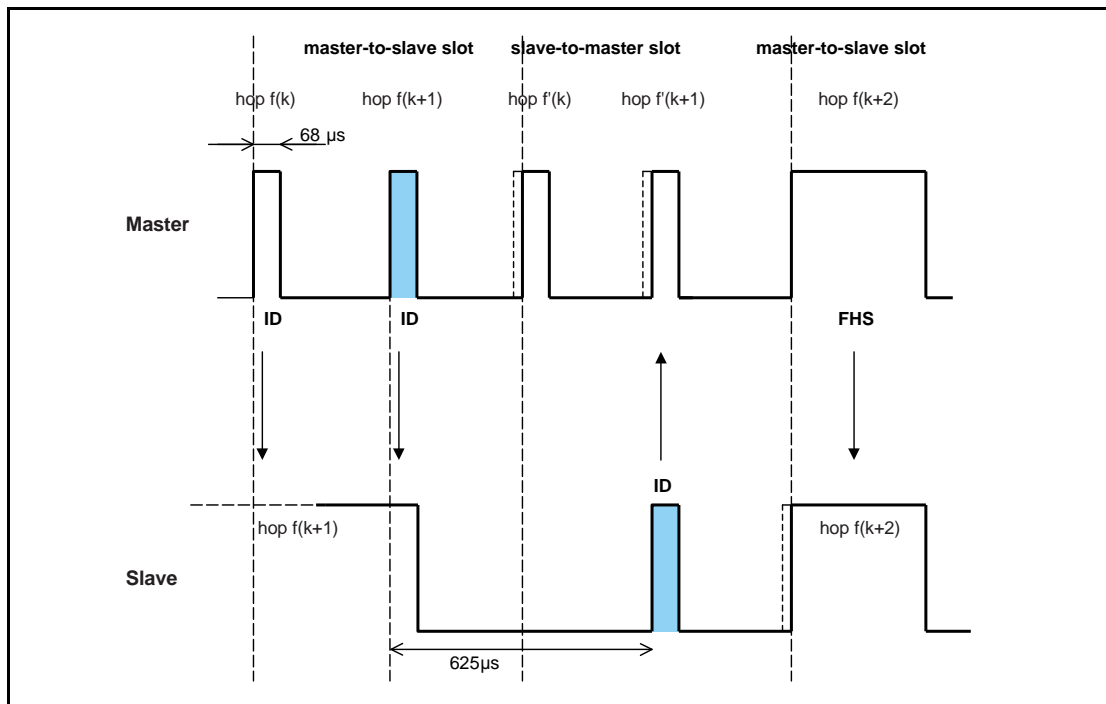 master-to-slave slot slave-to-master slot master-to-slave slot
hop f(k) hop f(k+1) hop f'(k) hop f'(k+1) hop f(k+2)
68 µs
Master
ID ID FHS
ID
hop f(k+1) hop f(k+2)
Slave
625µs